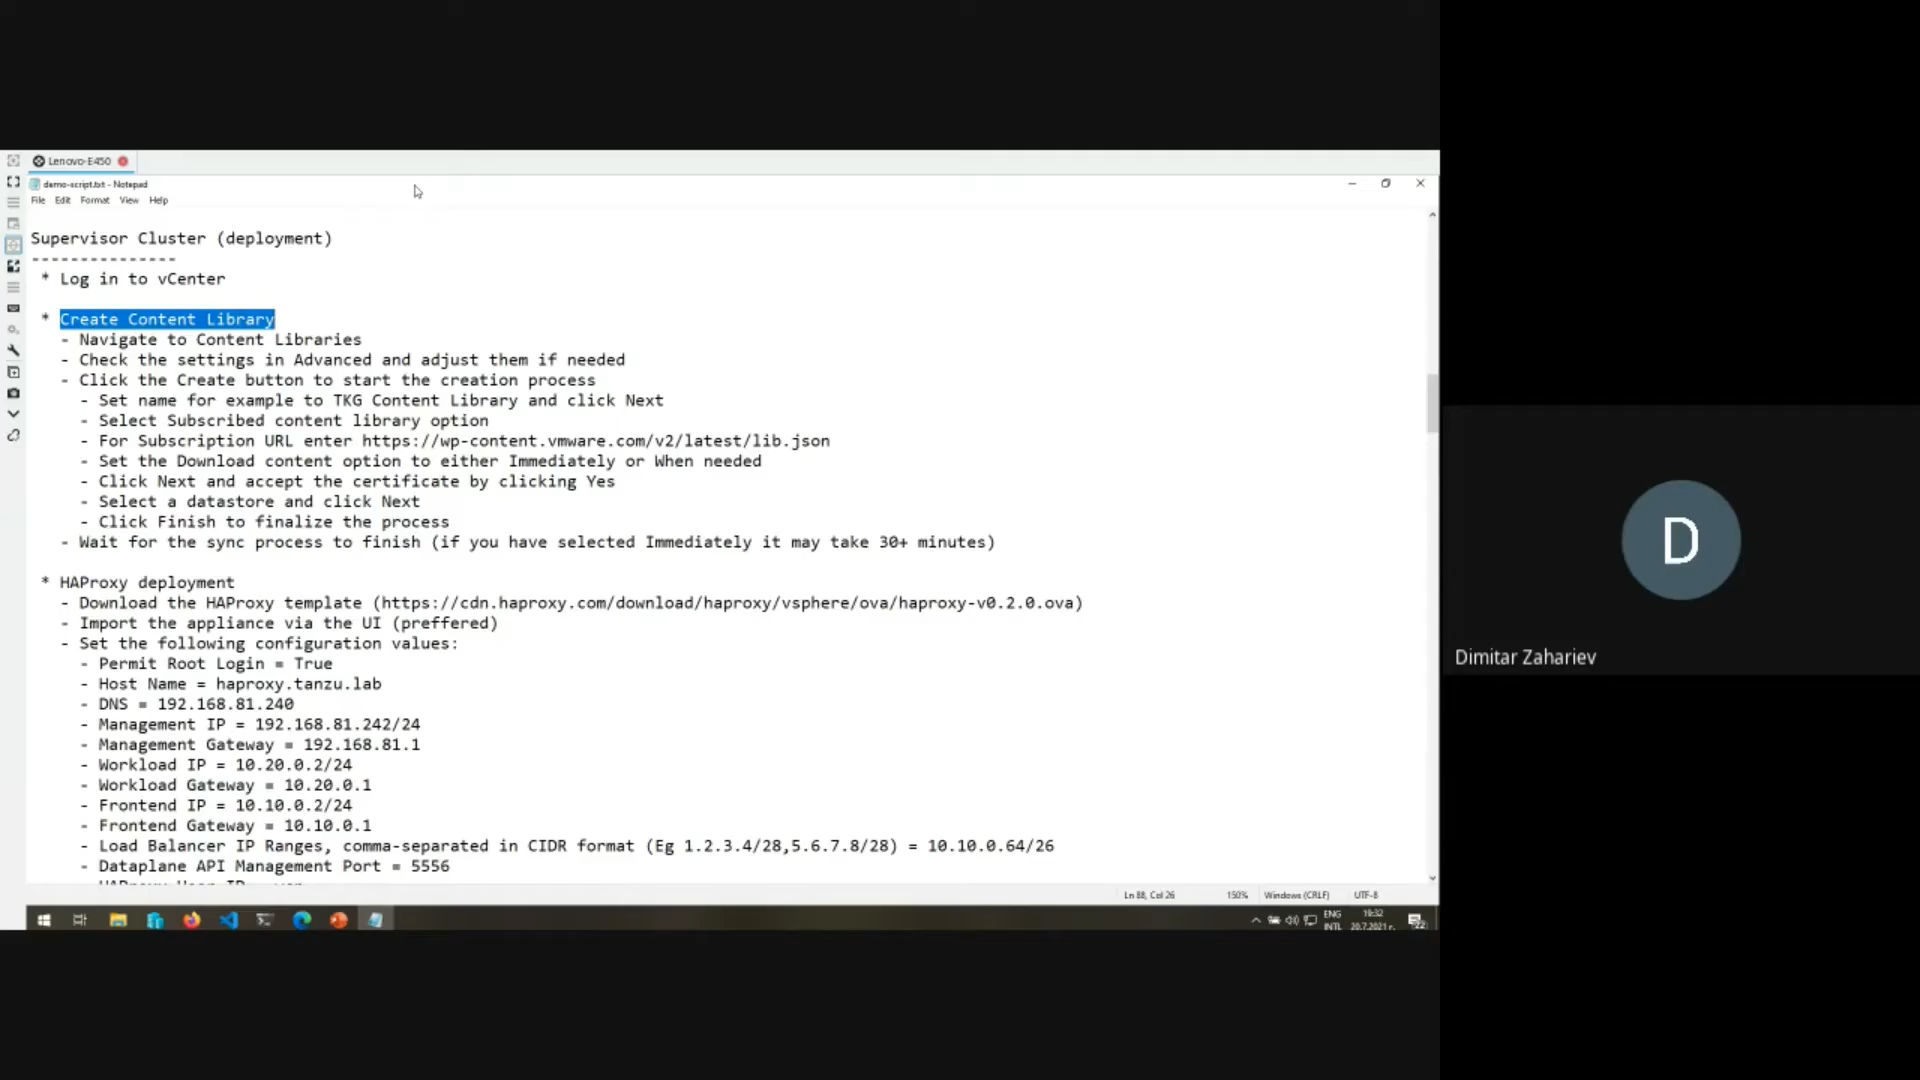 Lenovo-E450
demo-script.txt - Notepad
File Edit Format View Help
Supervisor Cluster (deployment)
---------------
* Log in to vCenter
* Create Content Library
- Navigate to Content Libraries
- Check the settings in Advanced and adjust them if needed
- Click the Create button to start the creation process
- Set name for example to TKG Content Library and click Next
- Select Subscribed content library option
- For Subscription URL enter https://wp-content.vmware.com/v2/latest/lib.json
- Set the Download content option to either Immediately or When needed
- Click Next and accept the certificate by clicking Yes
- Select a datastore and click Next
- Click Finish to finalize the process
- Wait for the sync process to finish (if you have selected Immediately it may take 30+ minutes)
* HAProxy deployment
- Download the HAProxy template (https://cdn.haproxy.com/download/haproxy/vsphere/ova/haproxy-v0.2.0.ova)
- Import the appliance via the UI (preffered)
- Set the following configuration values:
- Permit Root Login = True
- Host Name = haproxy.tanzu.lab
- DNS = 192.168.81.240
- Management IP = 192.168.81.242/24
- Management Gateway = 192.168.81.1
- Workload IP = 10.20.0.2/24
- Workload Gateway = 10.20.0.1
- Frontend IP = 10.10.0.2/24
- Frontend Gateway = 10.10.0.1
- Load Balancer IP Ranges, comma-separated in CIDR format (Eg 1.2.3.4/28,5.6.7.8/28) = 10.10.0.64/26
- Dataplane API Management Port = 5556
Ln 88, Col 26 150% Windows (CRLF) UTF-8
ENG 19:32
INTL 20.7.2021 г.
22
D
Dimitar Zahariev